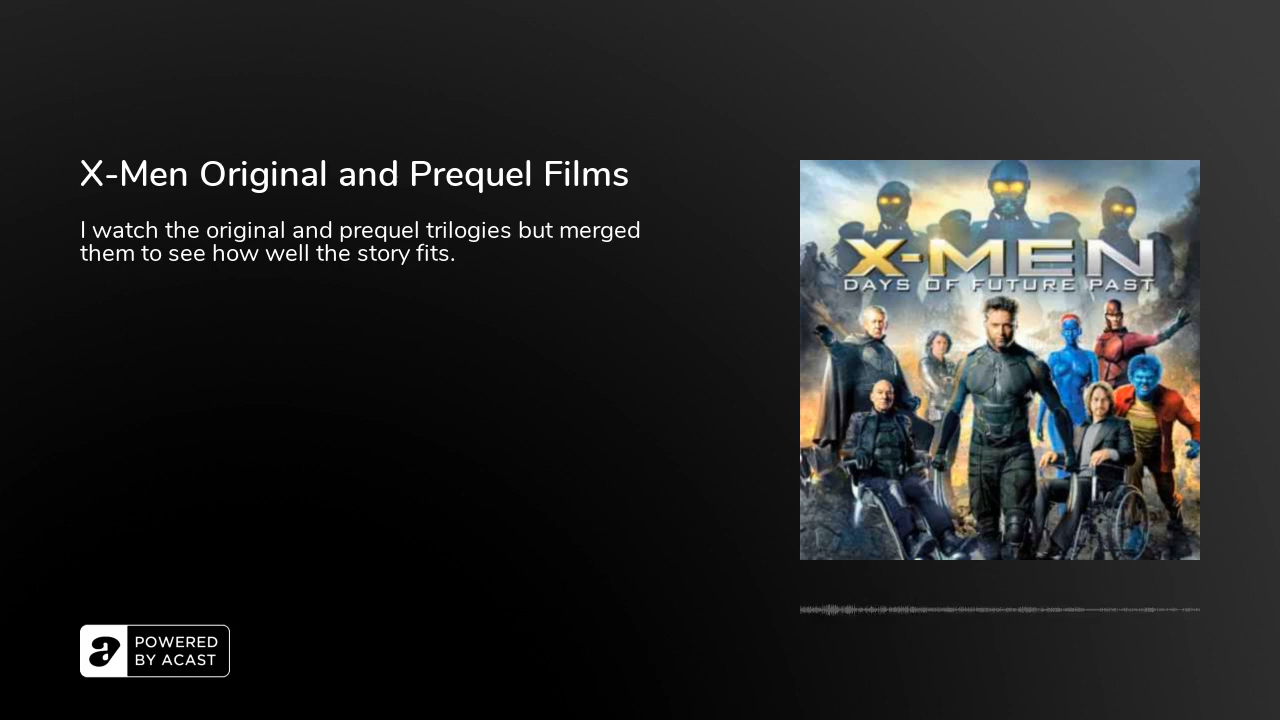 X-Men Original and Prequel Films
I watch the original and prequel trilogies but merged
them to see how well the story fits.
X-MEN
DAYS OF FUTURE PAST
POWERED
BY ACAST